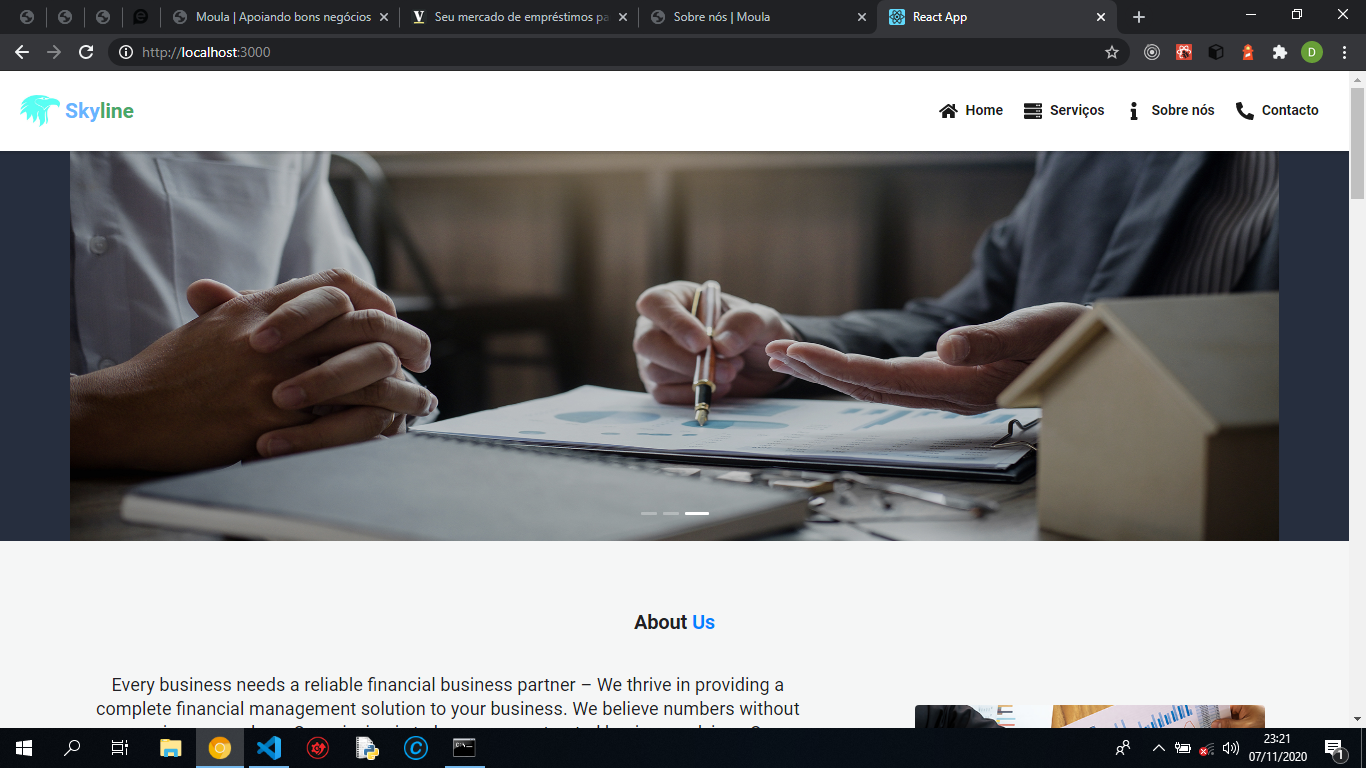 Moula | Apoiando bons negócios
Seu mercado de empréstimos pa
Sobre nós | Moula
React App
http://localhost:3000
D
Skyline
Home
Serviços
Sobre nós
Contacto
About Us
Every business needs a reliable financial business partner – We thrive in providing a
complete financial management solution to your business. We believe numbers without
23:21
07/11/2020
1